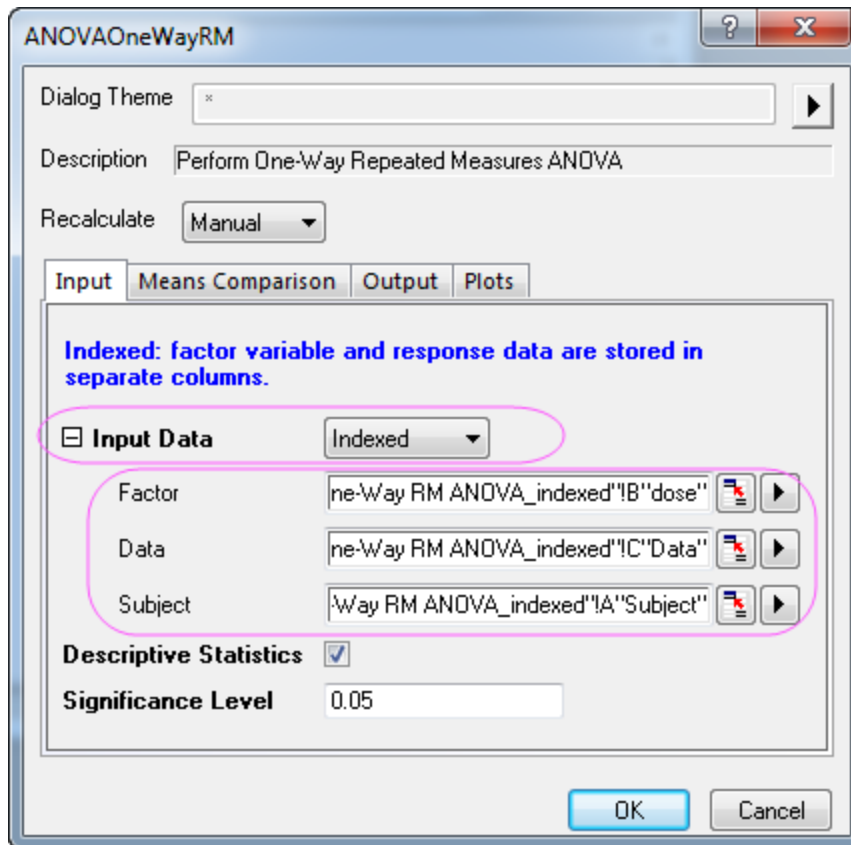 ANOVAOneWayRM
Dialog Theme *
Description Perform One-Way Repeated Measures ANOVA
Recalculate Manual
Input Means Comparison Output Plots
Indexed: factor variable and response data are stored in
separate columns.
Input Data Indexed
Factor ne-Way RM ANOVA_indexed"!B"dose"
Data ne-Way RM ANOVA_indexed"!C"Data"
Subject -Way RM ANOVA_indexed"!A"Subject"
Descriptive Statistics
Significance Level 0.05
OK Cancel